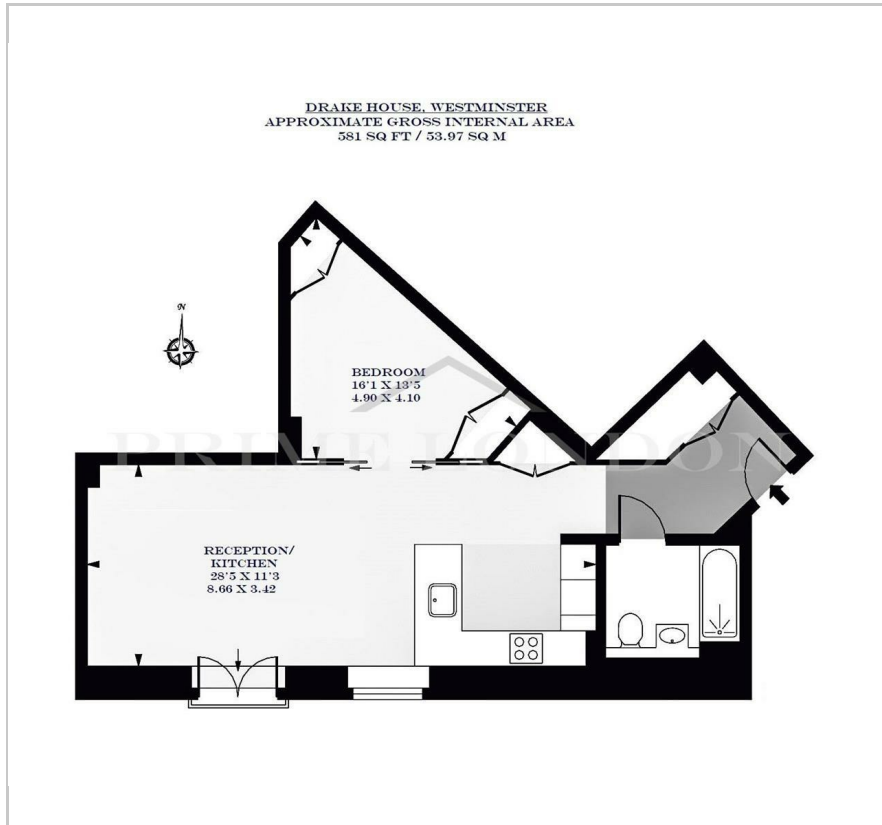 DRAKE HOUSE, WESTMINSTER
APPROXIMATE GROSS INTERNAL AREA
581 SQ FT / 53.97 SQ M
N
BEDROOM
16'1 X 13'5
4.90 X 4.10
PRIME LONDON
RECEPTION/
KITCHEN
28'5 X 11'3
8.66 X 3.42